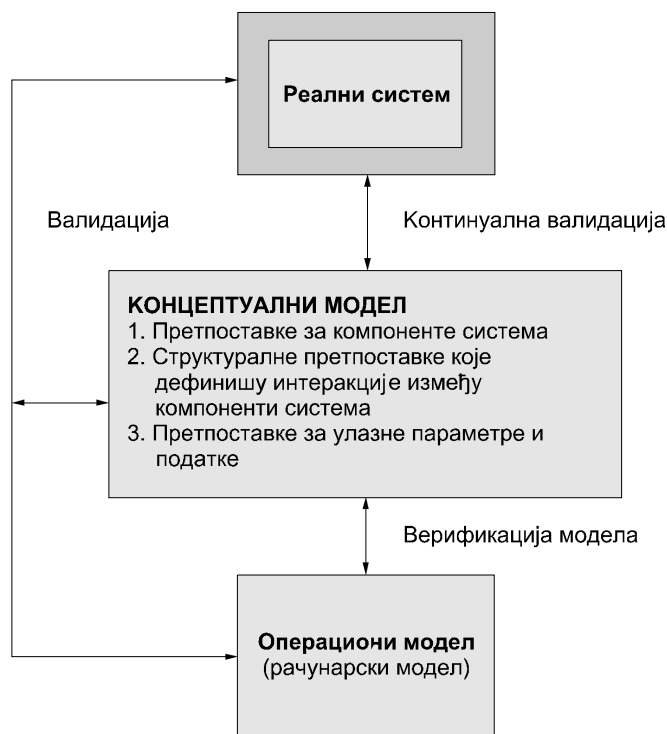 Реални систем
Валидација
Континуална валидација
КОНЦЕПТУАЛНИ МОДЕЛ
1. Претпоставке за компоненте система
2. Структуралне претпоставке које
дефинишу интеракције између
компоненти система
3. Претпоставке за улазне параметре и
податке
Верификација модела
Операциони модел
(рачунарски модел)